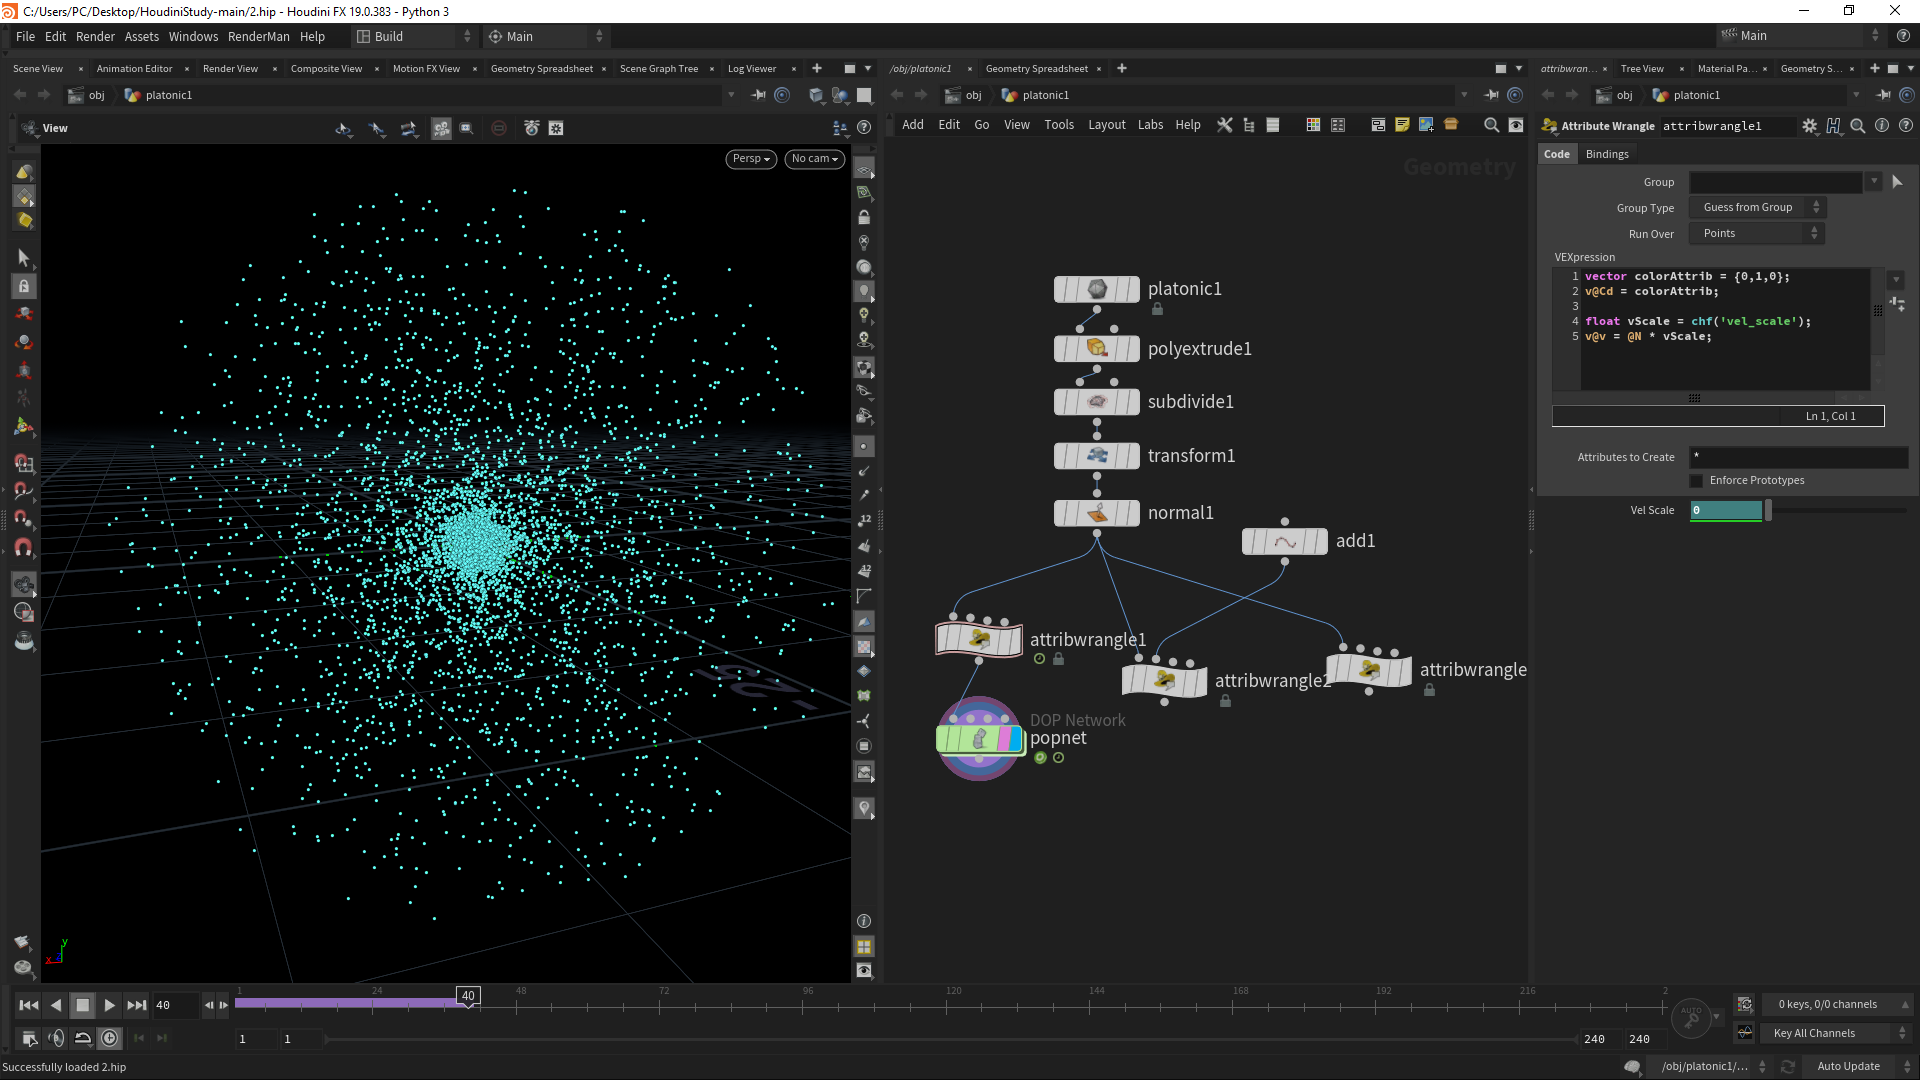 C:/Users/PC/Desktop/HoudiniStudy-main/2.hip - Houdini FX 19.0.383 - Python 3
File Edit Render Assets Windows RenderMan Help Build Main Main
Scene View Animation Editor Render View Composite View Motion FX View Geometry Spreadsheet Scene Graph Tree Log Viewer
/obj/platonic1 Geometry Spreadsheet
attribwran... Tree View Material Pa... Geometry S...
obj platonic1
obj platonic1
obj platonic1
View
Persp No cam
Add Edit Go View Tools Layout Labs Help
Geometry
platonic1
polyextrude1
subdivide1
transform1
normal1
add1
attribwrangle1
attribwrangle2
attribwrangle
DOP Network
popnet
Attribute Wrangle attribwrangle1
Code Bindings
Group
Group Type Guess from Group
Run Over Points
VEXpression
1 vector colorAttrib = {0,1,0};
2 v@Cd = colorAttrib;
3
4 float vScale = chf('vel_scale');
5 v@v = @N * vScale;
Ln 1, Col 1
Attributes to Create *
Enforce Prototypes
Vel Scale 0
12
12
y
x
40
1 24 40 48 72 96 120 144 168 192 216 2
AUTO
0 keys, 0/0 channels
1 1 240 240
Key All Channels
Successfully loaded 2.hip
/obj/platonic1/... Auto Update